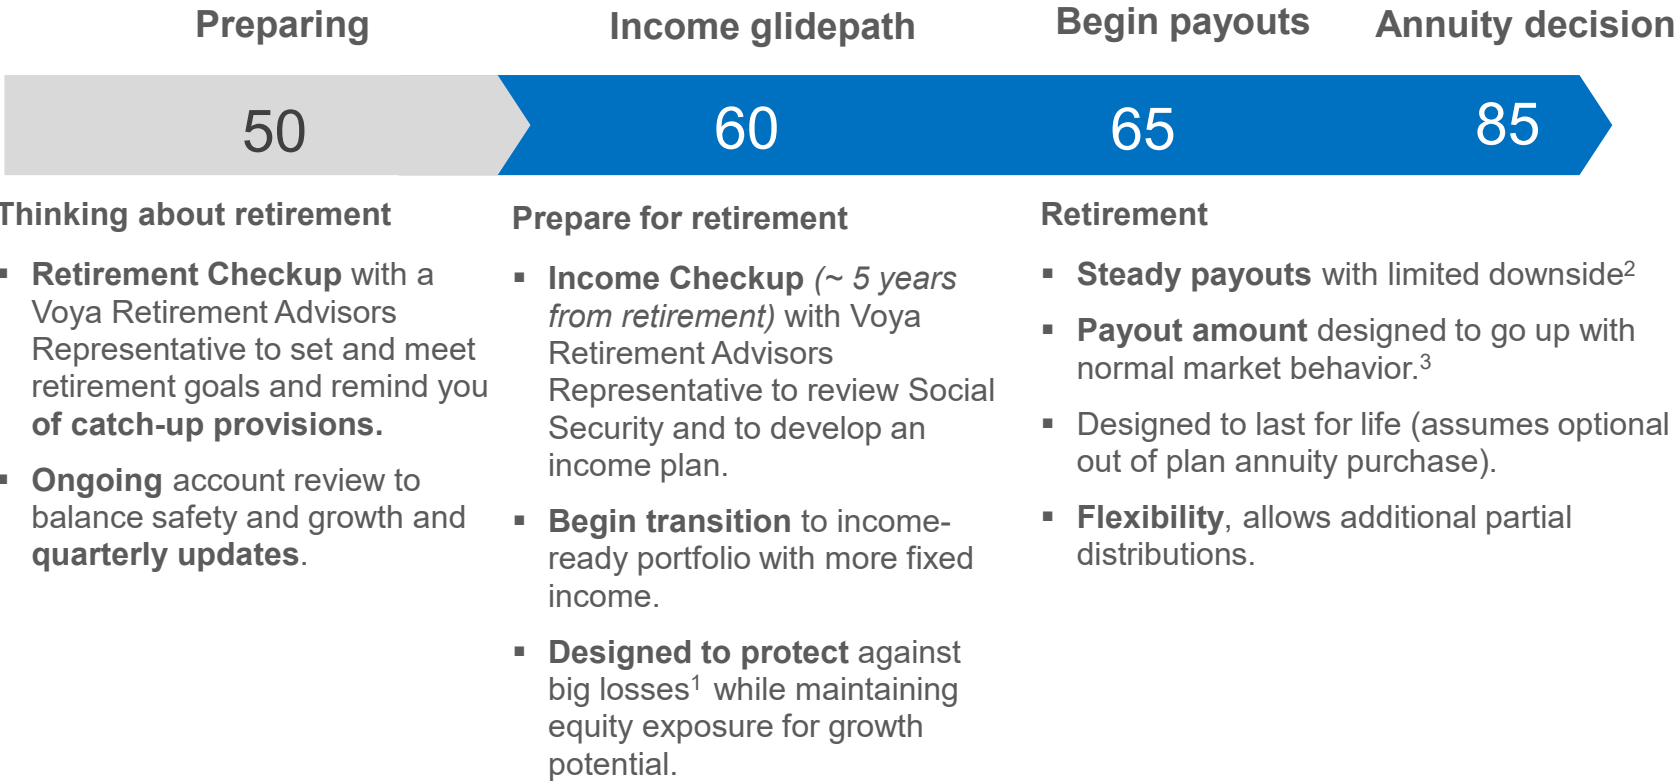 Preparing
Income glidepath
Begin payouts
Annuity decision
50
60
65
85
Thinking about retirement
▪ Retirement Checkup with a
Voya Retirement Advisors
Representative to set and meet
retirement goals and remind you
of catch-up provisions.
▪ Ongoing account review to
balance safety and growth and
quarterly updates.
Prepare for retirement
▪ Income Checkup (~ 5 years
from retirement) with Voya
Retirement Advisors
Representative to review Social
Security and to develop an
income plan.
▪ Begin transition to income-
ready portfolio with more fixed
income.
▪ Designed to protect against
big losses¹ while maintaining
equity exposure for growth
potential.
Retirement
▪ Steady payouts with limited downside²
▪ Payout amount designed to go up with
normal market behavior.³
▪ Designed to last for life (assumes optional
out of plan annuity purchase).
▪ Flexibility, allows additional partial
distributions.